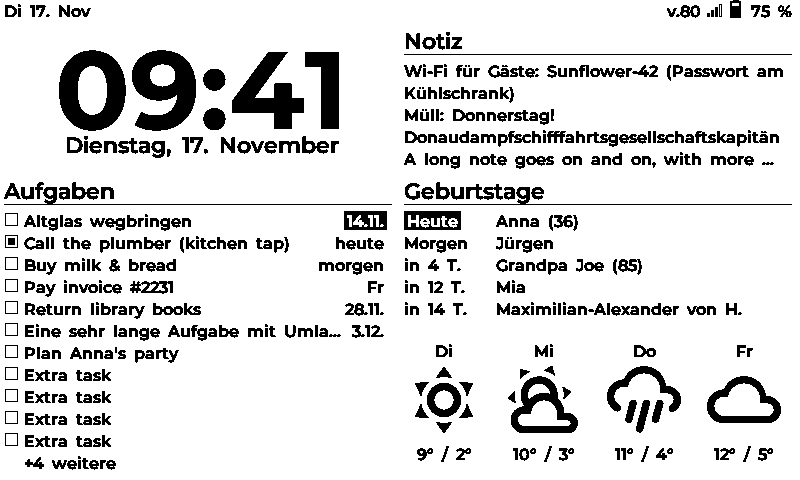 Di 17. Nov
v.80 75 %
09:41
Dienstag, 17. November
Notiz
Wi-Fi für Gäste: Sunflower-42 (Passwort am
Kühlschrank)
Müll: Donnerstag!
Donaudampfschifffahrtsgesellschaftskapitän
A long note goes on and on, with more ...
Aufgaben
Altglas wegbringen 14.11.
Call the plumber (kitchen tap) heute
Buy milk & bread morgen
Pay invoice #2231 Fr
Return library books 28.11.
Eine sehr lange Aufgabe mit Umla... 3.12.
Plan Anna's party
Extra task
Extra task
Extra task
Extra task
+4 weitere
Geburtstage
Heute Anna (36)
Morgen Jürgen
in 4 T. Grandpa Joe (85)
in 12 T. Mia
in 14 T. Maximilian-Alexander von H.
Di Mi Do Fr
9° / 2° 10° / 3° 11° / 4° 12° / 5°